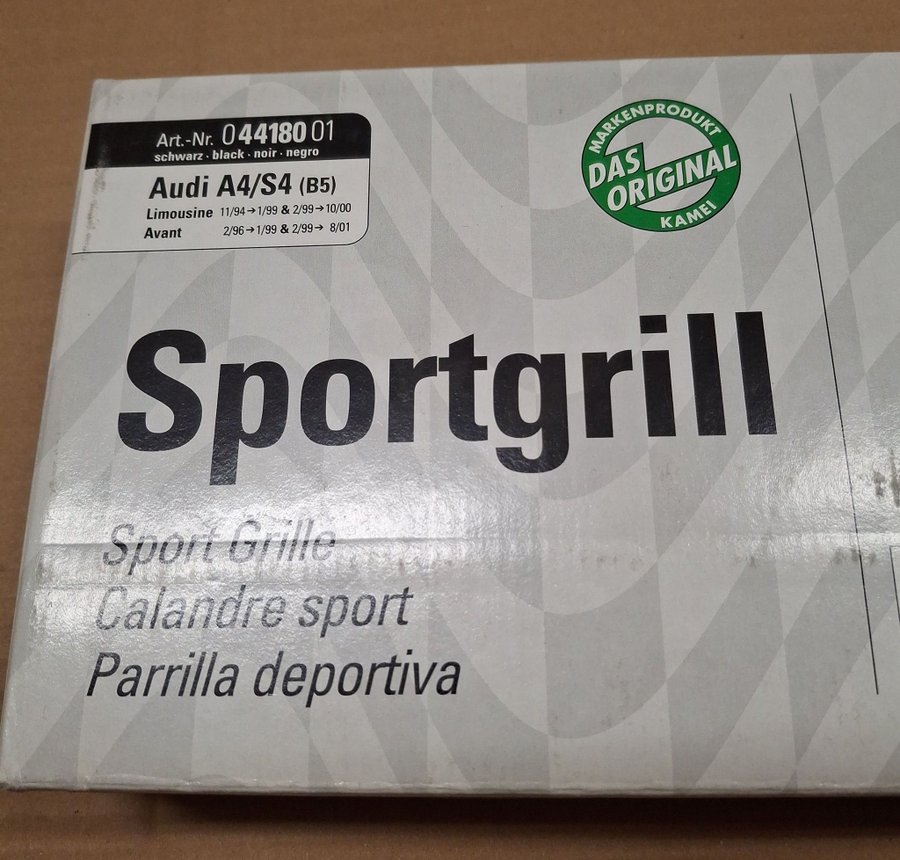 Art.-Nr. 0 44180 01
schwarz · black · noir · negro
Audi A4/S4 (B5)
Limousine 11/94→1/99 & 2/99→10/00
Avant 2/96→1/99 & 2/99→ 8/01
MARKENPRODUKT
DAS
ORIGINAL
KAMEI
Sportgrill
Sport Grille
Calandre sport
Parrilla deportiva